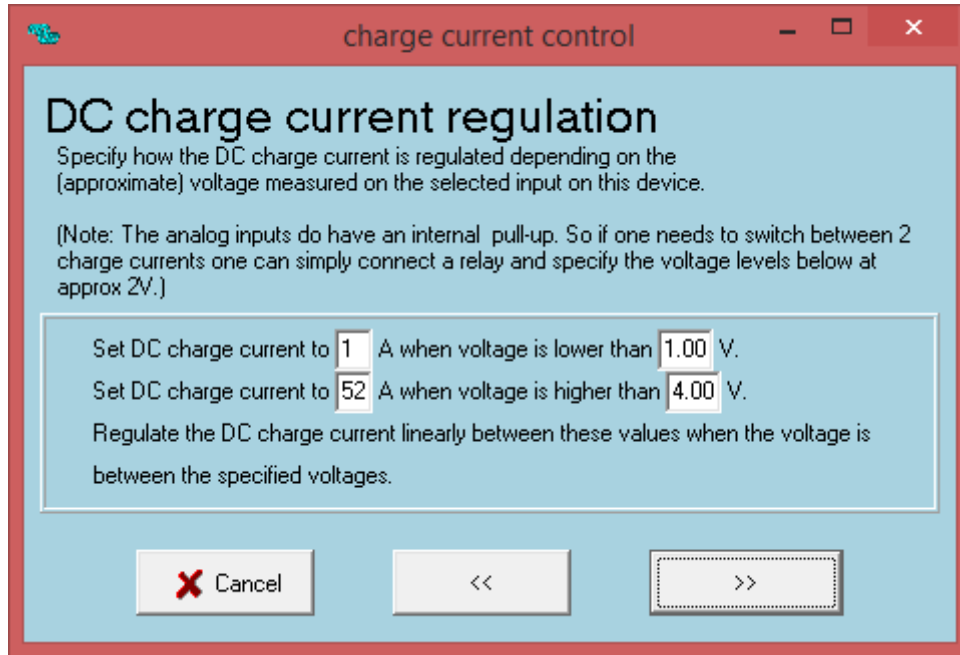 charge current control
DC charge current regulation
Specify how the DC charge current is regulated depending on the
(approximate) voltage measured on the selected input on this device.
(Note: The analog inputs do have an internal  pull-up. So if one needs to switch between 2
charge currents one can simply connect a relay and specify the voltage levels below at
approx 2V.)
Set DC charge current to 1 A when voltage is lower than 1.00 V.
Set DC charge current to 52 A when voltage is higher than 4.00 V.
Regulate the DC charge current linearly between these values when the voltage is
between the specified voltages.
Cancel << >>